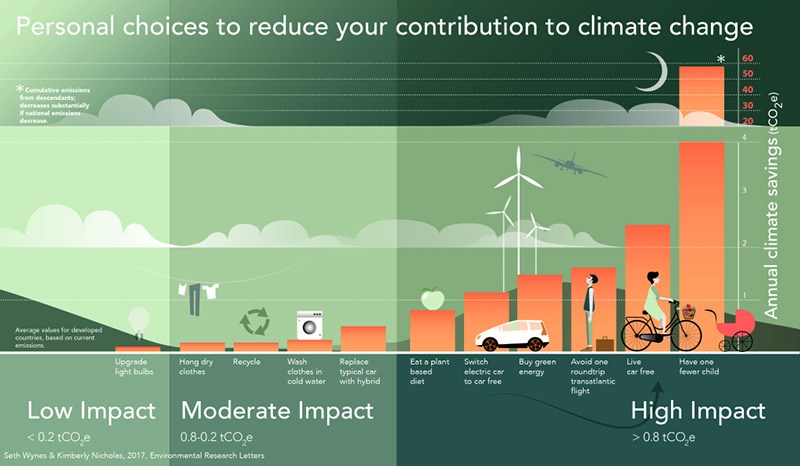 Personal choices to reduce your contribution to climate change
* Cumulative emissions
from descendants;
decreases substantially
if national emissions
decrease.
*
60
50
40
30
20
4
3
2
1
Annual climate savings (tCO₂e)
Average values for developed
countries, based on current
emissions.
Upgrade
light bulbs
Hang dry
clothes
Recycle
Wash
clothes in
cold water
Replace
typical car
with hybrid
Eat a plant
based
diet
Switch
electric car
to car free
Buy green
energy
Avoid one
roundtrip
transatlantic
flight
Live
car free
Have one
fewer child
Low Impact
< 0.2 tCO₂e
Moderate Impact
0.8-0.2 tCO₂e
High Impact
> 0.8 tCO₂e
Seth Wynes & Kimberly Nicholas, 2017, Environmental Research Letters